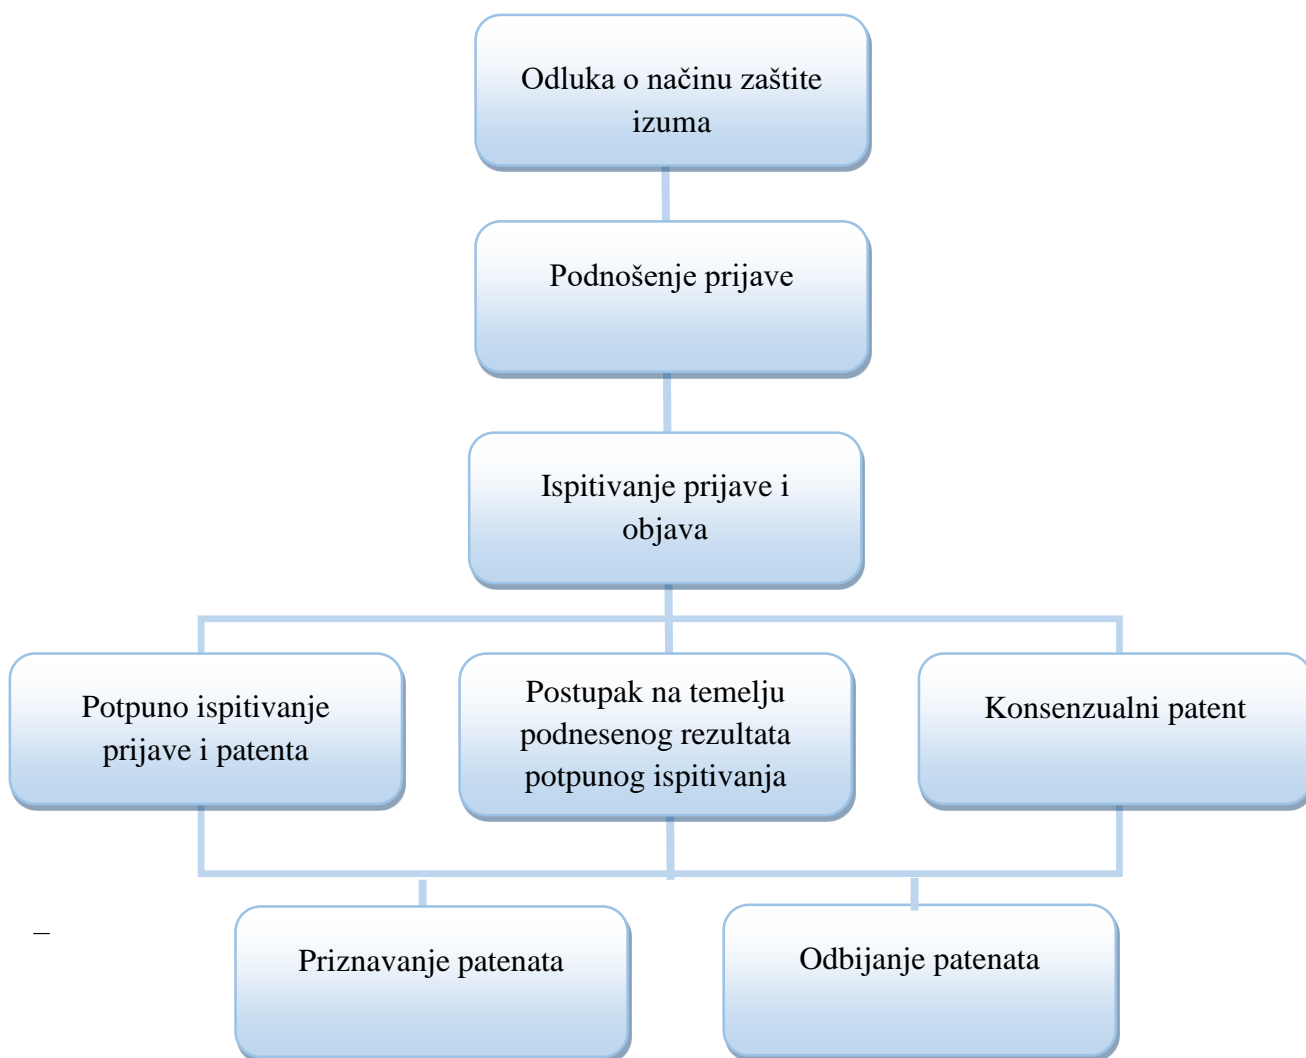 Odluka o načinu zaštite
izuma
Podnošenje prijave
Ispitivanje prijave i
objava
Potpuno ispitivanje
prijave i patenta
Postupak na temelju
podnesenog rezultata
potpunog ispitivanja
Konsenzualni patent
–
Priznavanje patenata
Odbijanje patenata